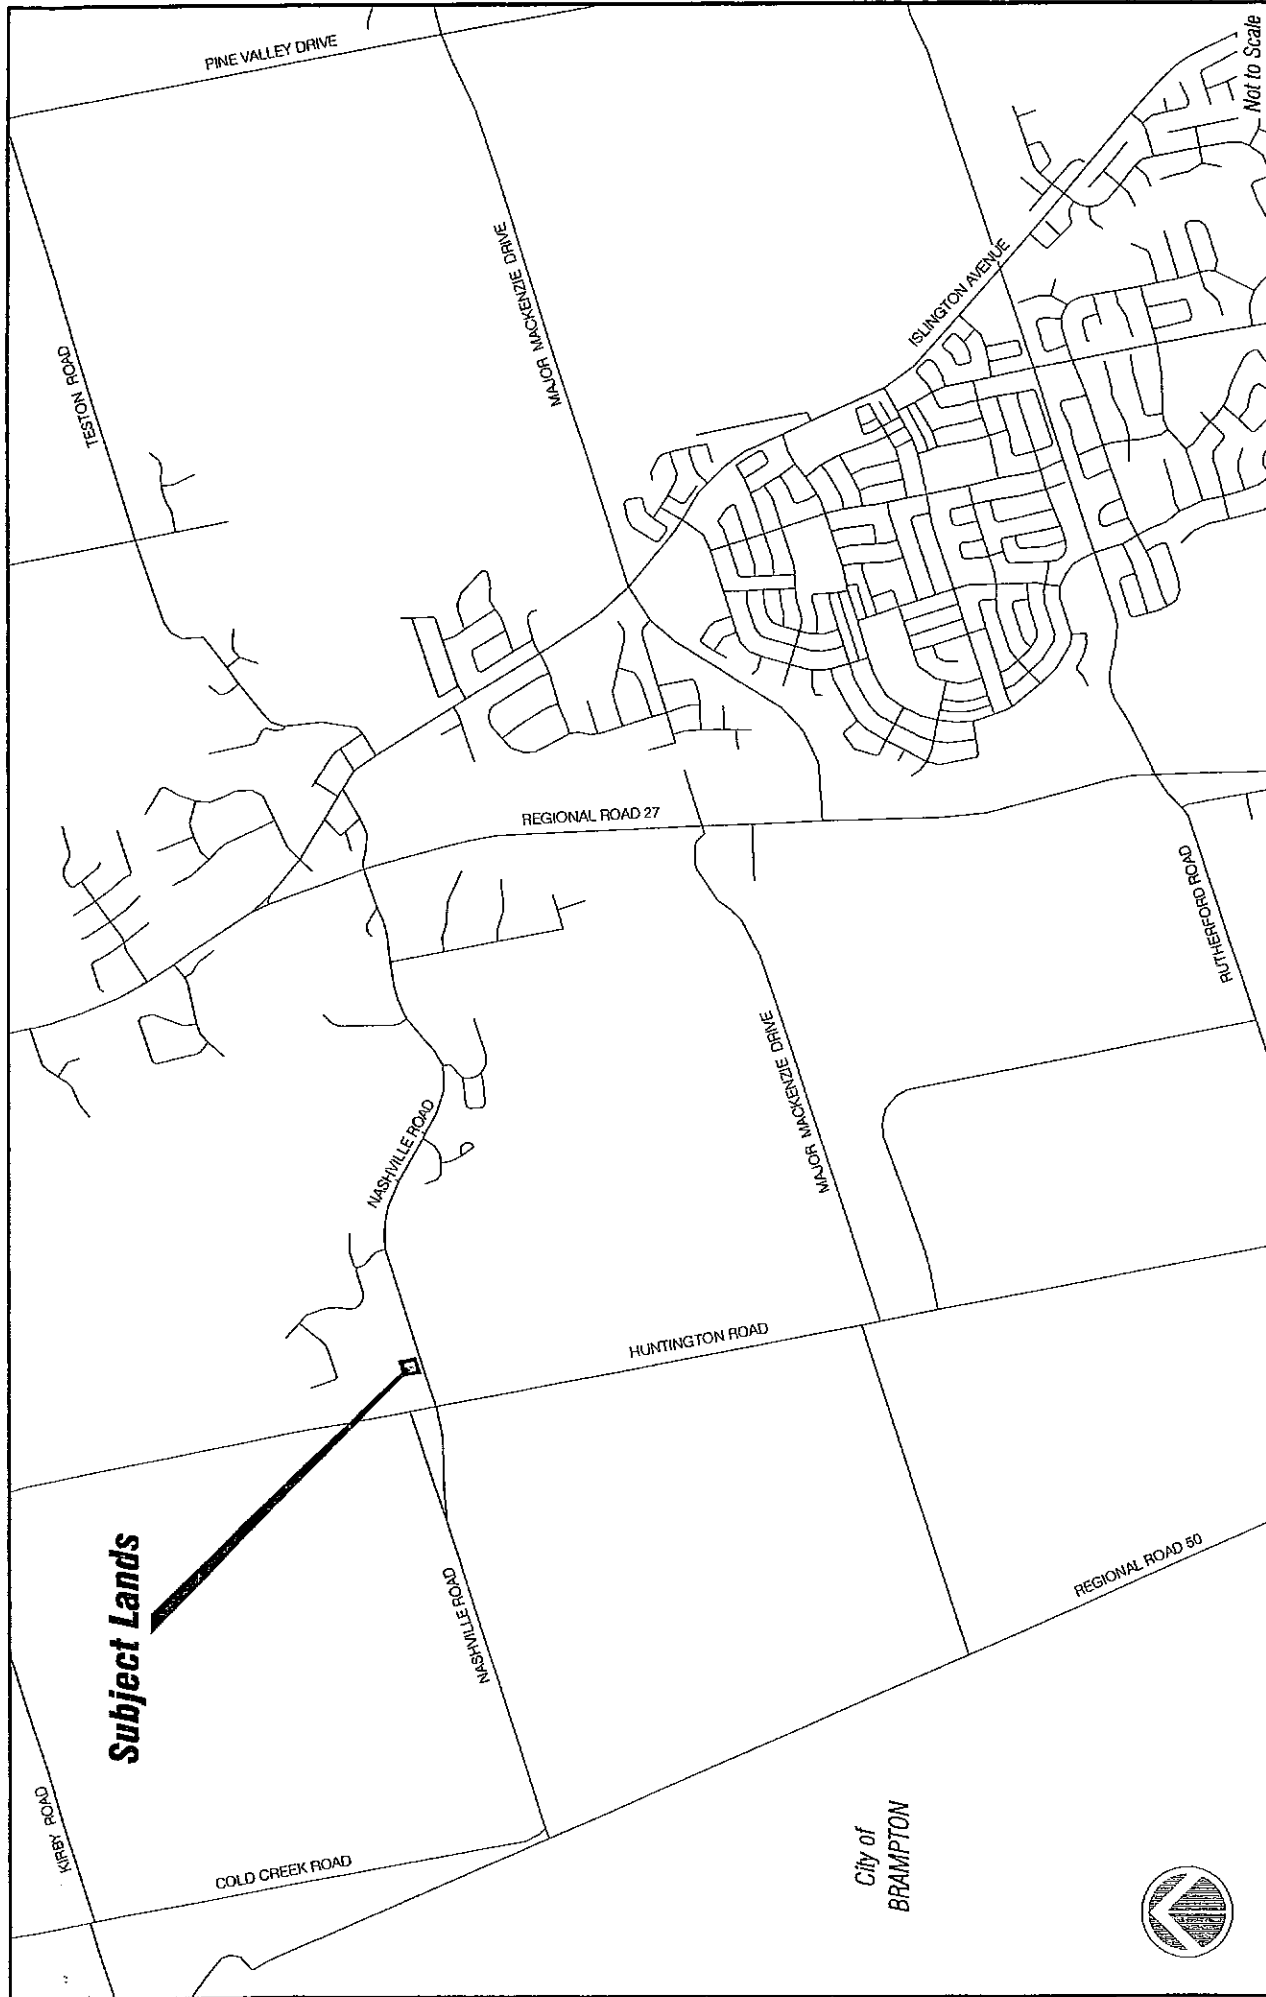 PINE VALLEY DRIVE
Not to Scale
TESTON ROAD
MAJOR MACKENZIE DRIVE
ISLINGTON AVENUE
REGIONAL ROAD 27
RUTHERFORD ROAD
NASHVILLE ROAD
MAJOR MACKENZIE DRIVE
HUNTINGTON ROAD
Subject Lands
NASHVILLE ROAD
REGIONAL ROAD 50
KIRBY ROAD
COLD CREEK ROAD
City of
BRAMPTON